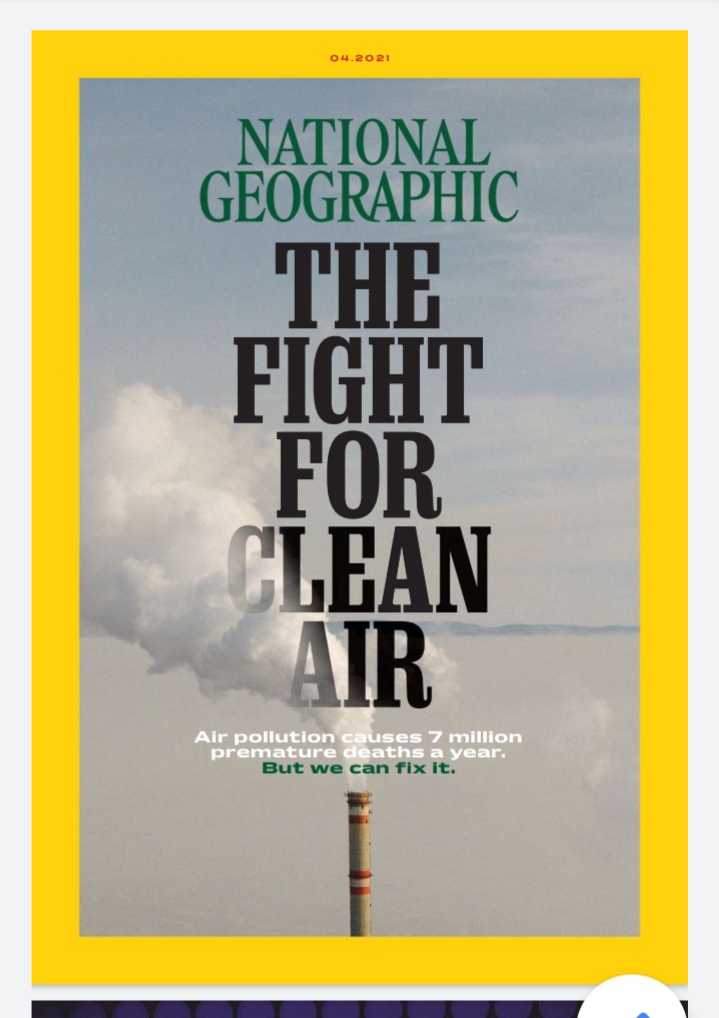 04.2021
NATIONAL
GEOGRAPHIC
THE
FIGHT
FOR
CLEAN
AIR
Air pollution causes 7 million
premature deaths a year.
But we can fix it.